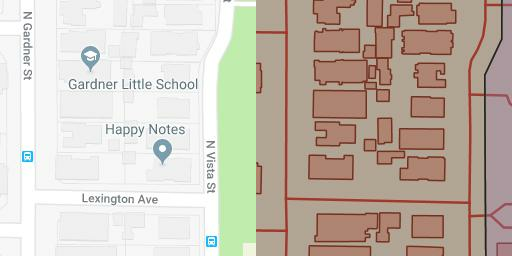 N Gardner St
Gardner Little School
Happy Notes
N Vista St
Lexington Ave